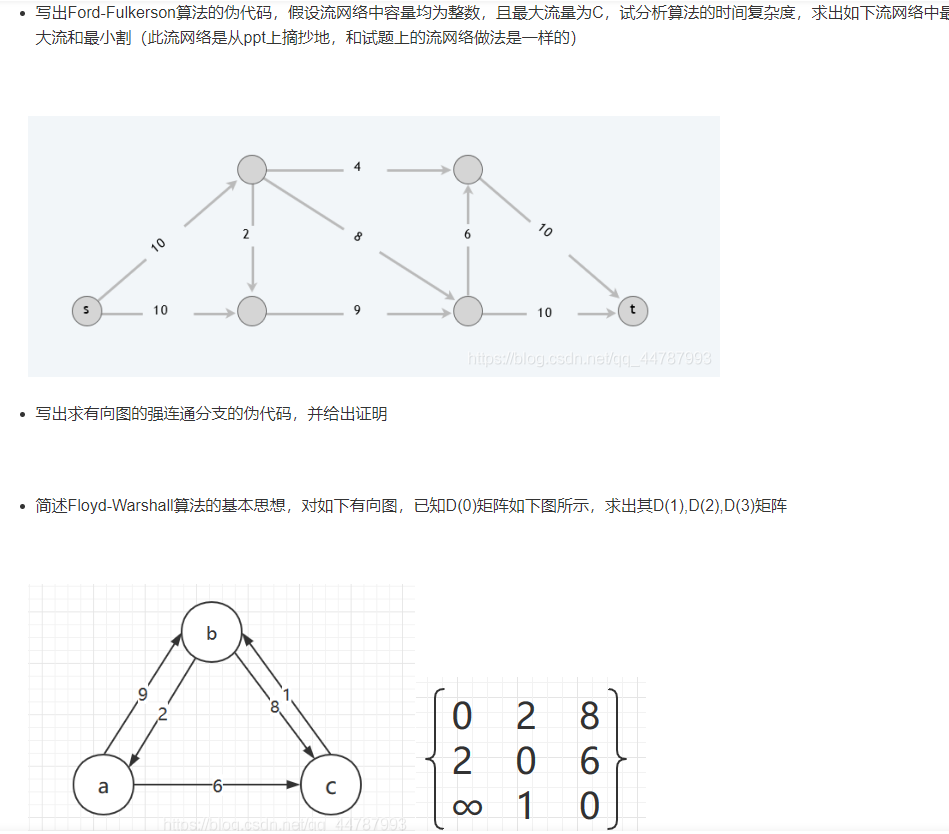 • 写出Ford-Fulkerson算法的伪代码，假设流网络中容量均为整数，且最大流量为C，试分析算法的时间复杂度，求出如下流网络中最
大流和最小割（此流网络是从ppt上摘抄地，和试题上的流网络做法是一样的）
4
10
2
8
6
10
s
10
9
10
t
https://blog.csdn.net/qq_44787993
• 写出求有向图的强连通分支的伪代码，并给出证明
• 简述Floyd-Warshall算法的基本思想，对如下有向图，已知D(0)矩阵如下图所示，求出其D(1),D(2),D(3)矩阵
b
9
2
8
1
a
6
c
0 2 8
2 0 6
∞ 1 0
https://blog.csdn.net/qq_44787993